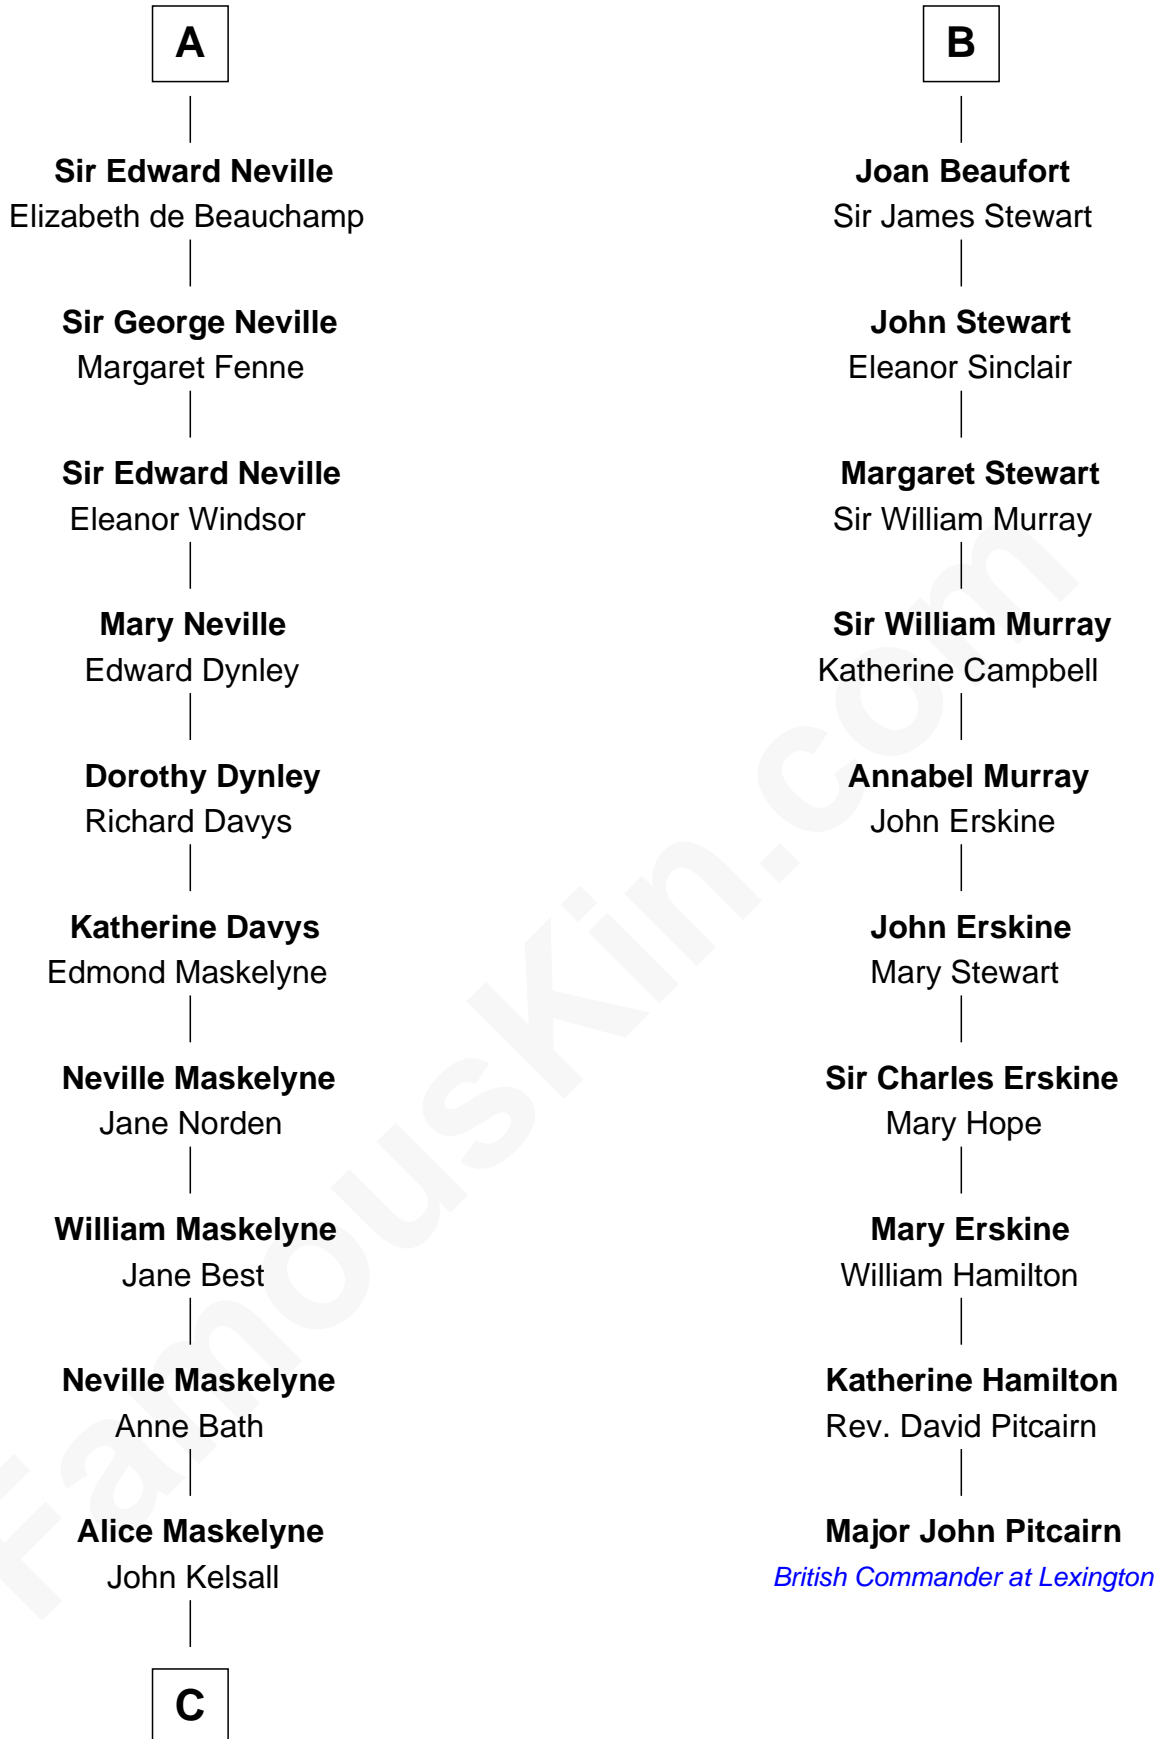 A
Sir Edward Neville
Elizabeth de Beauchamp
Sir George Neville
Margaret Fenne
Sir Edward Neville
Eleanor Windsor
Mary Neville
Edward Dynley
Dorothy Dynley
Richard Davys
Katherine Davys
Edmond Maskelyne
Neville Maskelyne
Jane Norden
William Maskelyne
Jane Best
Neville Maskelyne
Anne Bath
Alice Maskelyne
John Kelsall
C
B
Joan Beaufort
Sir James Stewart
John Stewart
Eleanor Sinclair
Margaret Stewart
Sir William Murray
Sir William Murray
Katherine Campbell
Annabel Murray
John Erskine
John Erskine
Mary Stewart
Sir Charles Erskine
Mary Hope
Mary Erskine
William Hamilton
Katherine Hamilton
Rev. David Pitcairn
Major John Pitcairn
British Commander at Lexington
FamousKin.com